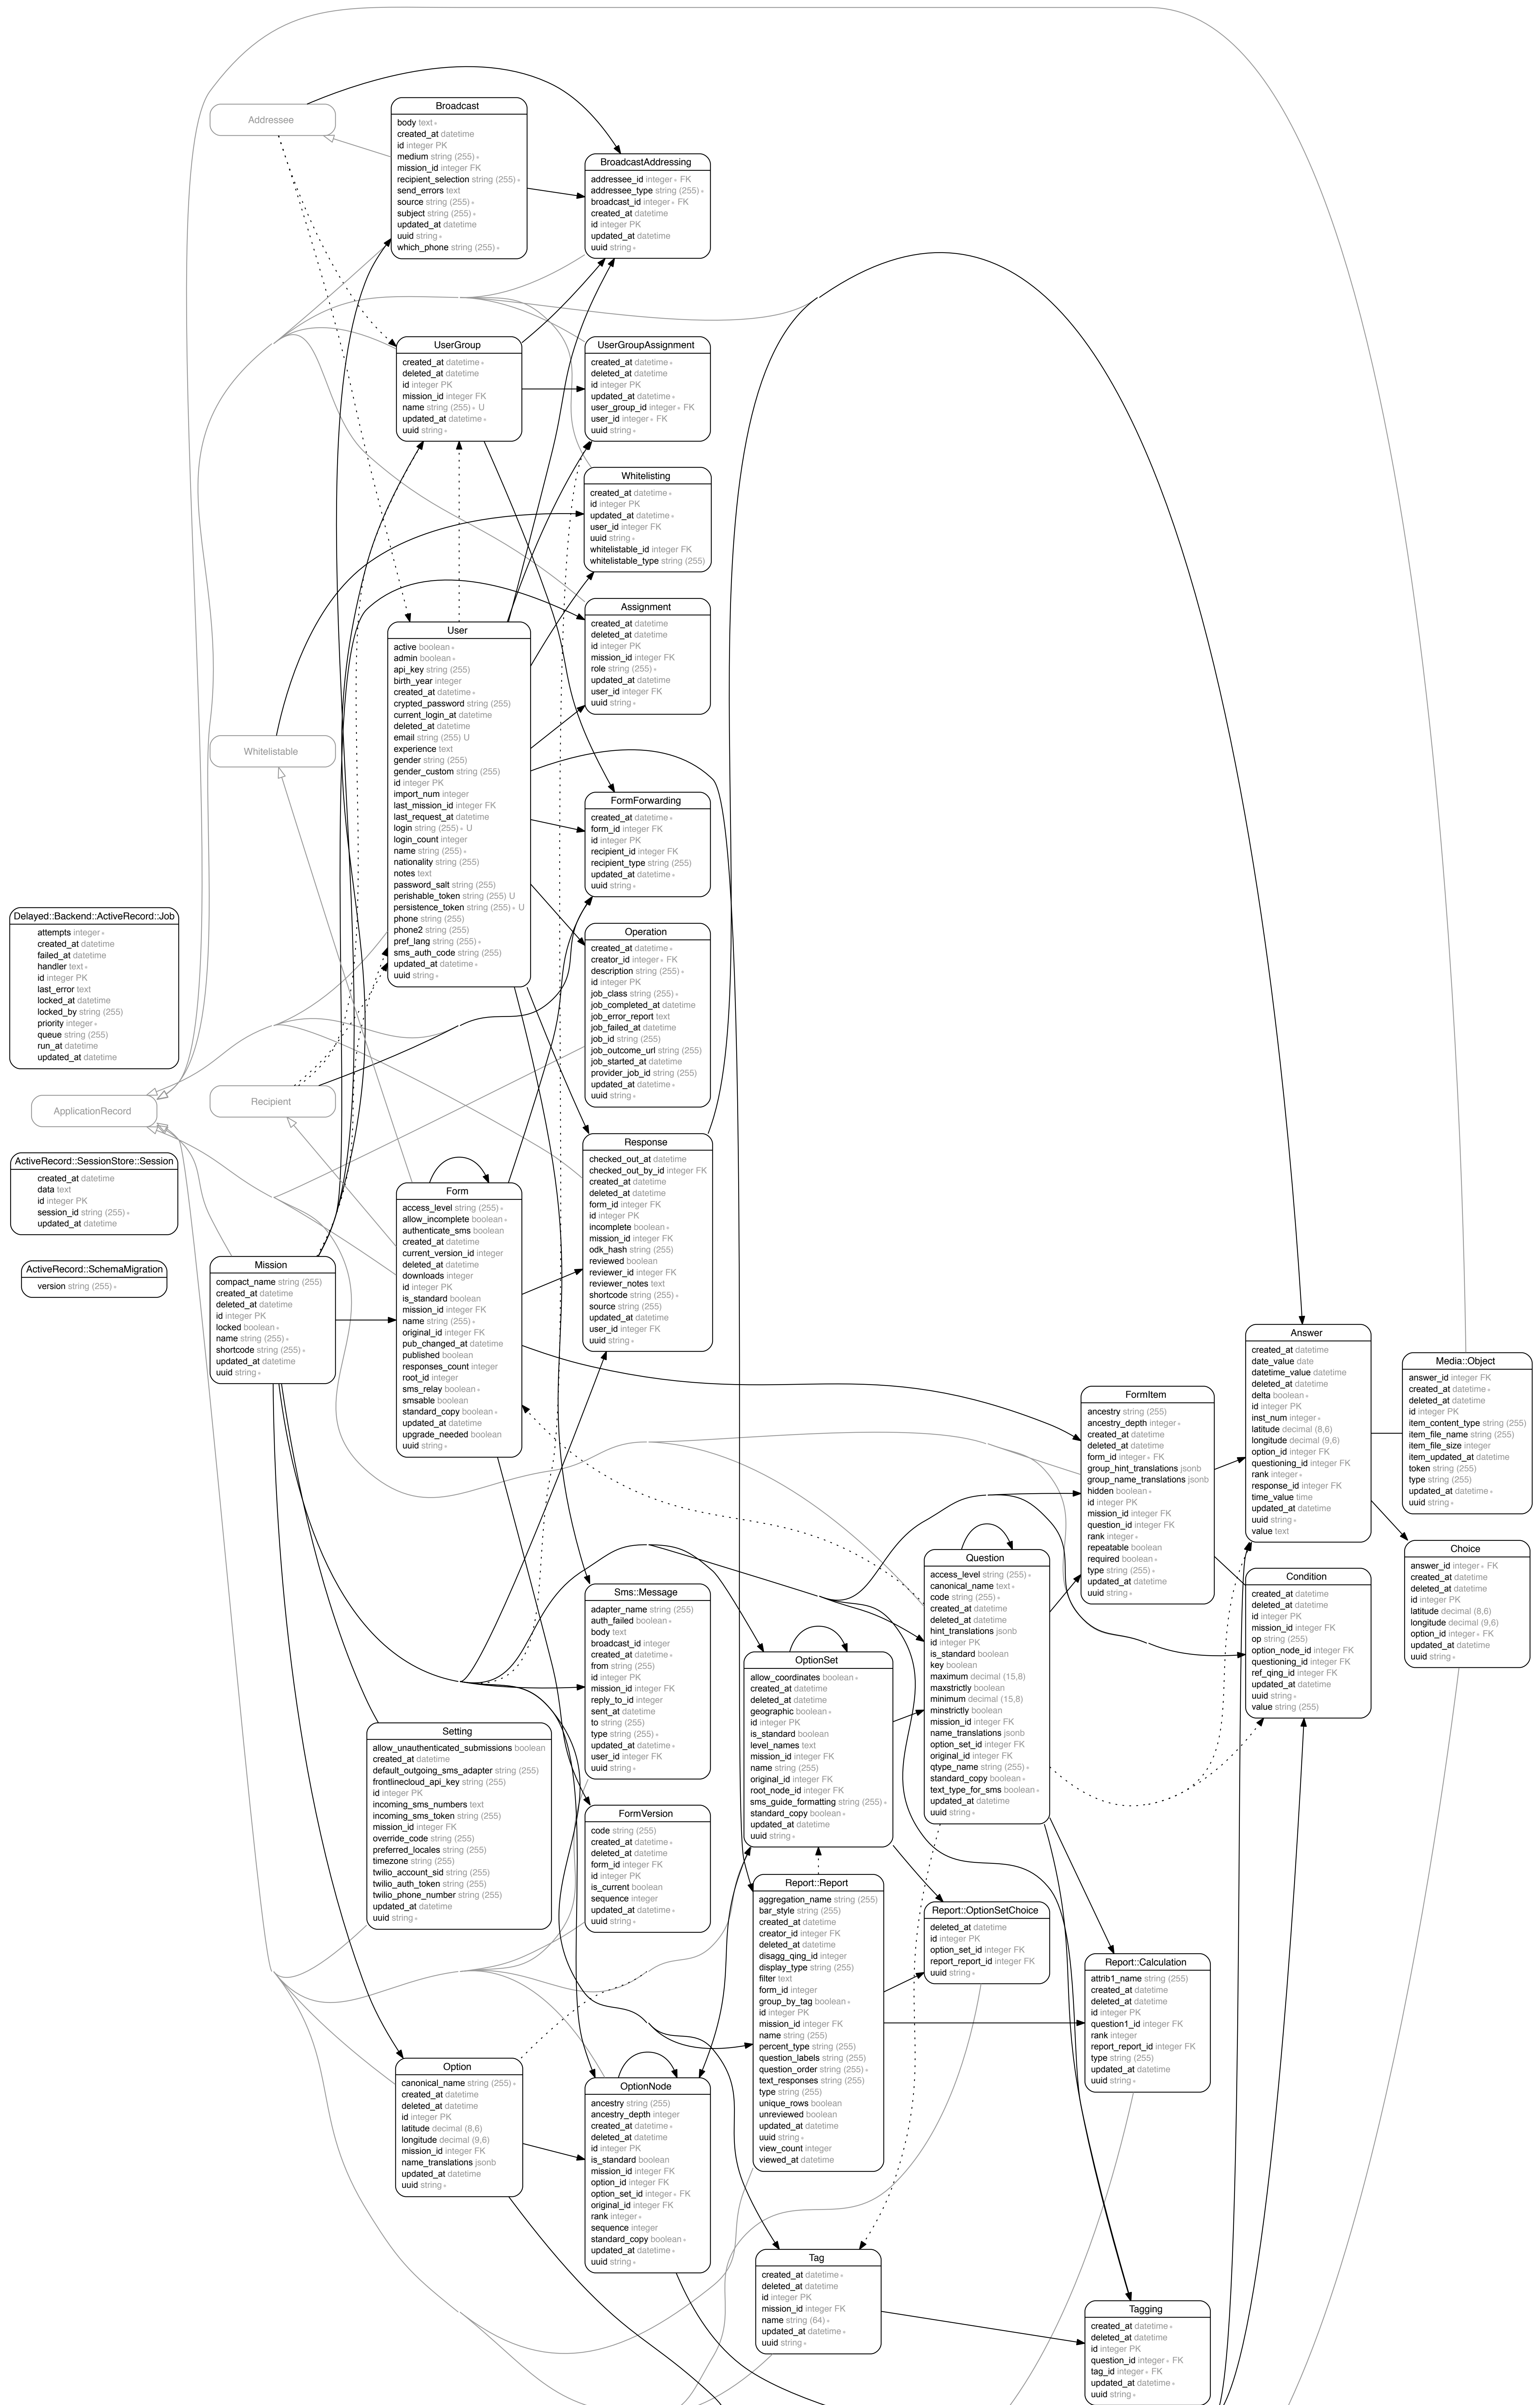 Addressee
Broadcast
body text ∗
created_at datetime
id integer PK
medium string (255) ∗
mission_id integer FK
recipient_selection string (255) ∗
send_errors text
source string (255) ∗
subject string (255) ∗
updated_at datetime
uuid string ∗
which_phone string (255) ∗
BroadcastAddressing
addressee_id integer ∗ FK
addressee_type string (255) ∗
broadcast_id integer ∗ FK
created_at datetime
id integer PK
updated_at datetime
uuid string ∗
UserGroup
created_at datetime ∗
deleted_at datetime
id integer PK
mission_id integer FK
name string (255) ∗ U
updated_at datetime ∗
uuid string ∗
UserGroupAssignment
created_at datetime ∗
deleted_at datetime
id integer PK
updated_at datetime ∗
user_group_id integer ∗ FK
user_id integer ∗ FK
uuid string ∗
Whitelisting
created_at datetime ∗
id integer PK
updated_at datetime ∗
user_id integer FK
uuid string ∗
whitelistable_id integer FK
whitelistable_type string (255)
Assignment
created_at datetime
deleted_at datetime
id integer PK
mission_id integer FK
role string (255) ∗
updated_at datetime
user_id integer FK
uuid string ∗
User
active boolean ∗
admin boolean ∗
api_key string (255)
birth_year integer
created_at datetime ∗
crypted_password string (255)
current_login_at datetime
deleted_at datetime
email string (255) U
experience text
gender string (255)
gender_custom string (255)
id integer PK
import_num integer
last_mission_id integer FK
last_request_at datetime
login string (255) ∗ U
login_count integer
name string (255) ∗
nationality string (255)
notes text
password_salt string (255)
perishable_token string (255) U
persistence_token string (255) ∗ U
phone string (255)
phone2 string (255)
pref_lang string (255) ∗
sms_auth_code string (255)
updated_at datetime ∗
uuid string ∗
Whitelistable
FormForwarding
created_at datetime ∗
form_id integer FK
id integer PK
recipient_id integer FK
recipient_type string (255)
updated_at datetime ∗
uuid string ∗
Delayed::Backend::ActiveRecord::Job
attempts integer ∗
created_at datetime
failed_at datetime
handler text ∗
id integer PK
last_error text
locked_at datetime
locked_by string (255)
priority integer ∗
queue string (255)
run_at datetime
updated_at datetime
Operation
created_at datetime ∗
creator_id integer ∗ FK
description string (255) ∗
id integer PK
job_class string (255) ∗
job_completed_at datetime
job_error_report text
job_failed_at datetime
job_id string (255)
job_outcome_url string (255)
job_started_at datetime
provider_job_id string (255)
updated_at datetime ∗
uuid string ∗
ApplicationRecord
Recipient
ActiveRecord::SessionStore::Session
created_at datetime
data text
id integer PK
session_id string (255) ∗
updated_at datetime
ActiveRecord::SchemaMigration
version string (255) ∗
Response
checked_out_at datetime
checked_out_by_id integer FK
created_at datetime
deleted_at datetime
form_id integer FK
id integer PK
incomplete boolean ∗
mission_id integer FK
odk_hash string (255)
reviewed boolean
reviewer_id integer FK
reviewer_notes text
shortcode string (255) ∗
source string (255)
updated_at datetime
user_id integer FK
uuid string ∗
Form
access_level string (255) ∗
allow_incomplete boolean ∗
authenticate_sms boolean
created_at datetime
current_version_id integer
deleted_at datetime
downloads integer
id integer PK
is_standard boolean
mission_id integer FK
name string (255) ∗
original_id integer FK
pub_changed_at datetime
published boolean
responses_count integer
root_id integer
sms_relay boolean ∗
smsable boolean
standard_copy boolean ∗
updated_at datetime
upgrade_needed boolean
uuid string ∗
Mission
compact_name string (255)
created_at datetime
deleted_at datetime
id integer PK
locked boolean ∗
name string (255) ∗
shortcode string (255) ∗
updated_at datetime
uuid string ∗
Answer
created_at datetime
date_value date
datetime_value datetime
deleted_at datetime
delta boolean ∗
id integer PK
inst_num integer ∗
latitude decimal (8,6)
longitude decimal (9,6)
option_id integer FK
questioning_id integer FK
rank integer ∗
response_id integer FK
time_value time
updated_at datetime
uuid string ∗
value text
Media::Object
answer_id integer FK
created_at datetime ∗
deleted_at datetime
id integer PK
item_content_type string (255)
item_file_name string (255)
item_file_size integer
item_updated_at datetime
token string (255)
type string (255)
updated_at datetime ∗
uuid string ∗
FormItem
ancestry string (255)
ancestry_depth integer ∗
created_at datetime
deleted_at datetime
form_id integer ∗ FK
group_hint_translations jsonb
group_name_translations jsonb
hidden boolean ∗
id integer PK
mission_id integer FK
question_id integer FK
rank integer ∗
repeatable boolean
required boolean ∗
type string (255) ∗
updated_at datetime
uuid string ∗
Choice
answer_id integer ∗ FK
created_at datetime
deleted_at datetime
id integer PK
latitude decimal (8,6)
longitude decimal (9,6)
option_id integer ∗ FK
updated_at datetime
uuid string ∗
Question
access_level string (255) ∗
canonical_name text ∗
code string (255) ∗
created_at datetime
deleted_at datetime
hint_translations jsonb
id integer PK
is_standard boolean
key boolean
maximum decimal (15,8)
maxstrictly boolean
minimum decimal (15,8)
minstrictly boolean
mission_id integer FK
name_translations jsonb
option_set_id integer FK
original_id integer FK
qtype_name string (255) ∗
standard_copy boolean ∗
text_type_for_sms boolean ∗
updated_at datetime
uuid string ∗
Condition
created_at datetime
deleted_at datetime
id integer PK
mission_id integer FK
op string (255)
option_node_id integer FK
questioning_id integer FK
ref_qing_id integer FK
updated_at datetime
uuid string ∗
value string (255)
Sms::Message
adapter_name string (255)
auth_failed boolean ∗
body text
broadcast_id integer
created_at datetime ∗
from string (255)
id integer PK
mission_id integer FK
reply_to_id integer
sent_at datetime
to string (255)
type string (255) ∗
updated_at datetime ∗
user_id integer FK
uuid string ∗
OptionSet
allow_coordinates boolean ∗
created_at datetime
deleted_at datetime
geographic boolean ∗
id integer PK
is_standard boolean
level_names text
mission_id integer FK
name string (255)
original_id integer FK
root_node_id integer FK
sms_guide_formatting string (255) ∗
standard_copy boolean ∗
updated_at datetime
uuid string ∗
Setting
allow_unauthenticated_submissions boolean
created_at datetime
default_outgoing_sms_adapter string (255)
frontlinecloud_api_key string (255)
id integer PK
incoming_sms_numbers text
incoming_sms_token string (255)
mission_id integer FK
override_code string (255)
preferred_locales string (255)
timezone string (255)
twilio_account_sid string (255)
twilio_auth_token string (255)
twilio_phone_number string (255)
updated_at datetime
uuid string ∗
FormVersion
code string (255)
created_at datetime ∗
deleted_at datetime
form_id integer FK
id integer PK
is_current boolean
sequence integer
updated_at datetime ∗
uuid string ∗
Report::Report
aggregation_name string (255)
bar_style string (255)
created_at datetime
creator_id integer FK
deleted_at datetime
disagg_qing_id integer
display_type string (255)
filter text
form_id integer
group_by_tag boolean ∗
id integer PK
mission_id integer FK
name string (255)
percent_type string (255)
question_labels string (255)
question_order string (255) ∗
text_responses string (255)
type string (255)
unique_rows boolean
unreviewed boolean
updated_at datetime
uuid string ∗
view_count integer
viewed_at datetime
Report::OptionSetChoice
deleted_at datetime
id integer PK
option_set_id integer FK
report_report_id integer FK
uuid string ∗
Report::Calculation
attrib1_name string (255)
created_at datetime
deleted_at datetime
id integer PK
question1_id integer FK
rank integer
report_report_id integer FK
type string (255)
updated_at datetime
uuid string ∗
Option
canonical_name string (255) ∗
created_at datetime
deleted_at datetime
id integer PK
latitude decimal (8,6)
longitude decimal (9,6)
mission_id integer FK
name_translations jsonb
updated_at datetime
uuid string ∗
OptionNode
ancestry string (255)
ancestry_depth integer
created_at datetime ∗
deleted_at datetime
id integer PK
is_standard boolean
mission_id integer FK
option_id integer FK
option_set_id integer ∗ FK
original_id integer FK
rank integer ∗
sequence integer
standard_copy boolean ∗
updated_at datetime ∗
uuid string ∗
Tag
created_at datetime ∗
deleted_at datetime
id integer PK
mission_id integer FK
name string (64) ∗
updated_at datetime ∗
uuid string ∗
Tagging
created_at datetime ∗
deleted_at datetime
id integer PK
question_id integer ∗ FK
tag_id integer ∗ FK
updated_at datetime ∗
uuid string ∗